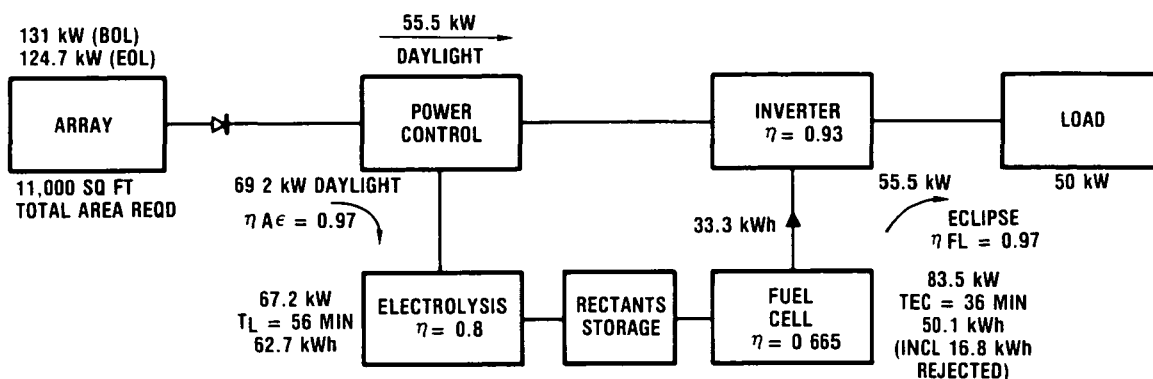 131 kW (BOL)
124.7 kW (EOL)
ARRAY
11,000 SQ FT
TOTAL AREA REQD
55.5 kW
DAYLIGHT
POWER
CONTROL
69 2 kW DAYLIGHT
η Aϵ = 0.97
INVERTER
η = 0.93
LOAD
50 kW
55.5 kW
ECLIPSE
η FL = 0.97
33.3 kWh
67.2 kW
TL = 56 MIN
62.7 kWh
ELECTROLYSIS
η = 0.8
RECTANTS
STORAGE
FUEL
CELL
η = 0 665
83.5 kW
TEC = 36 MIN
50.1 kWh
(INCL 16.8 kWh
REJECTED)